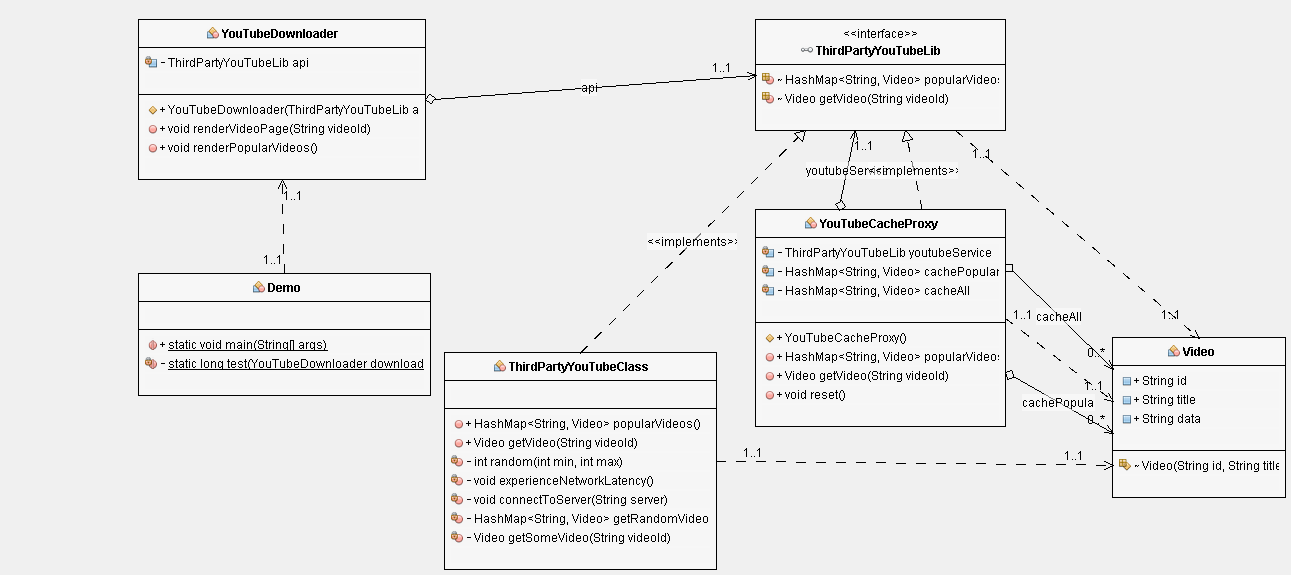 YouTubeDownloader
- ThirdPartyYouTubeLib api
+ YouTubeDownloader(ThirdPartyYouTubeLib a
+ void renderVideoPage(String videoId)
+ void renderPopularVideos()
<<interface>>
ThirdPartyYouTubeLib
~ HashMap<String, Video> popularVideos
~ Video getVideo(String videoId)
1..1
api
1..1
youtubeServi
<<implements>>
1..1
1..1
1..1
Demo
+ static void main(String[] args)
- static long test(YouTubeDownloader download
<<implements>>
YouTubeCacheProxy
- ThirdPartyYouTubeLib youtubeService
- HashMap<String, Video> cachePopular
- HashMap<String, Video> cacheAll
+ YouTubeCacheProxy()
+ HashMap<String, Video> popularVideos
+ Video getVideo(String videoId)
+ void reset()
1..1
cacheAll
1..1
0..*
1..1
cachePopula
0..*
Video
+ String id
+ String title
+ String data
~ Video(String id, String title
ThirdPartyYouTubeClass
+ HashMap<String, Video> popularVideos()
+ Video getVideo(String videoId)
- int random(int min, int max)
- void experienceNetworkLatency()
- void connectToServer(String server)
- HashMap<String, Video> getRandomVideo
- Video getSomeVideo(String videoId)
1..1
1..1